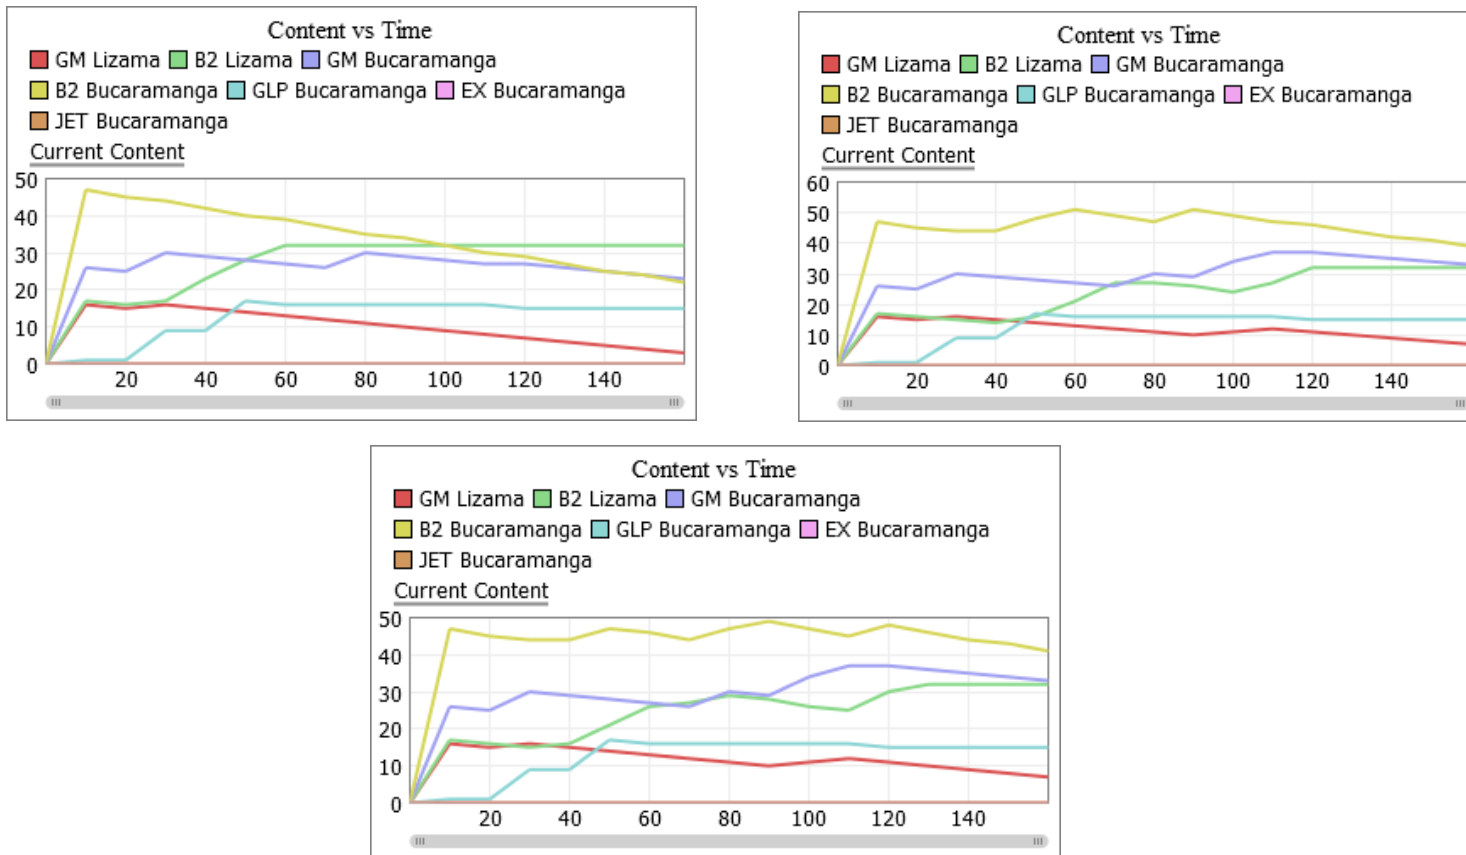 Content vs Time
GM Lizama B2 Lizama GM Bucaramanga
B2 Bucaramanga GLP Bucaramanga EX Bucaramanga
JET Bucaramanga
Current Content
50
40
30
20
10
0
20 40 60 80 100 120 140
Content vs Time
GM Lizama B2 Lizama GM Bucaramanga
B2 Bucaramanga GLP Bucaramanga EX Bucaramanga
JET Bucaramanga
Current Content
60
50
40
30
20
10
0
20 40 60 80 100 120 140
Content vs Time
GM Lizama B2 Lizama GM Bucaramanga
B2 Bucaramanga GLP Bucaramanga EX Bucaramanga
JET Bucaramanga
Current Content
50
40
30
20
10
0
20 40 60 80 100 120 140